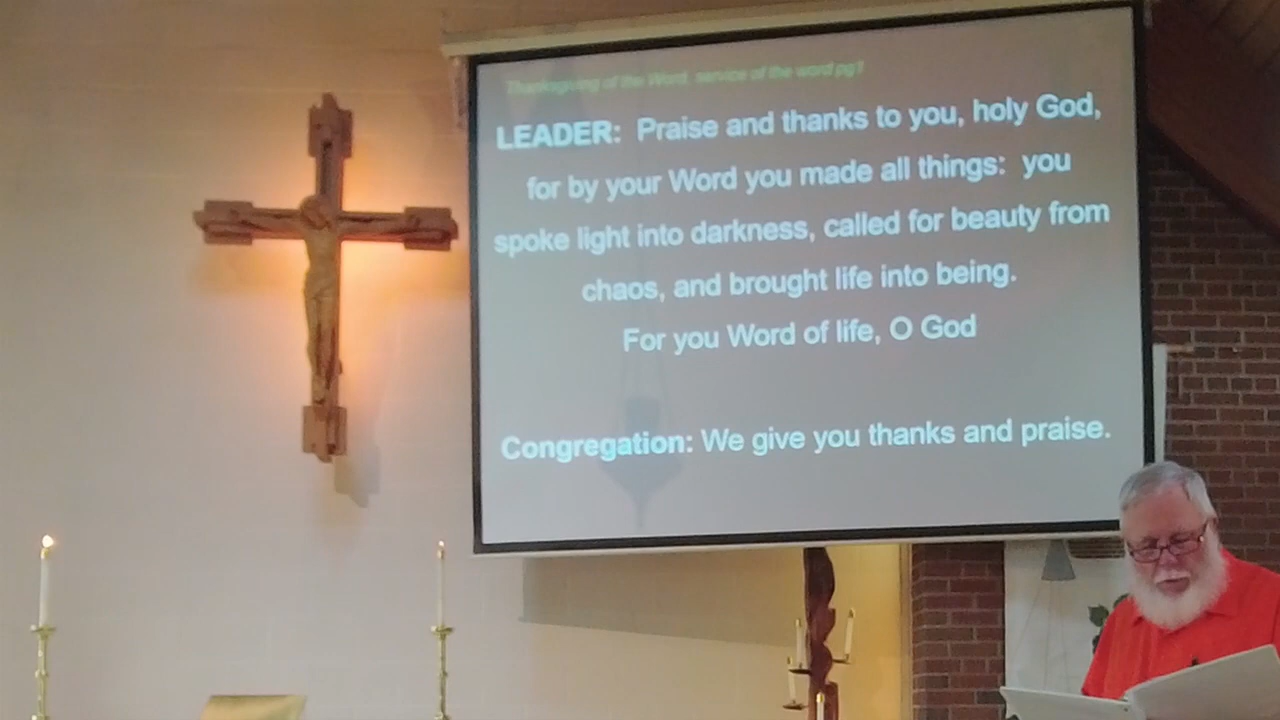 Thanksgiving of the Word, service of the word pg1
LEADER: Praise and thanks to you, holy God,
for by your Word you made all things: you
spoke light into darkness, called for beauty from
chaos, and brought life into being.
For you Word of life, O God
Congregation: We give you thanks and praise.